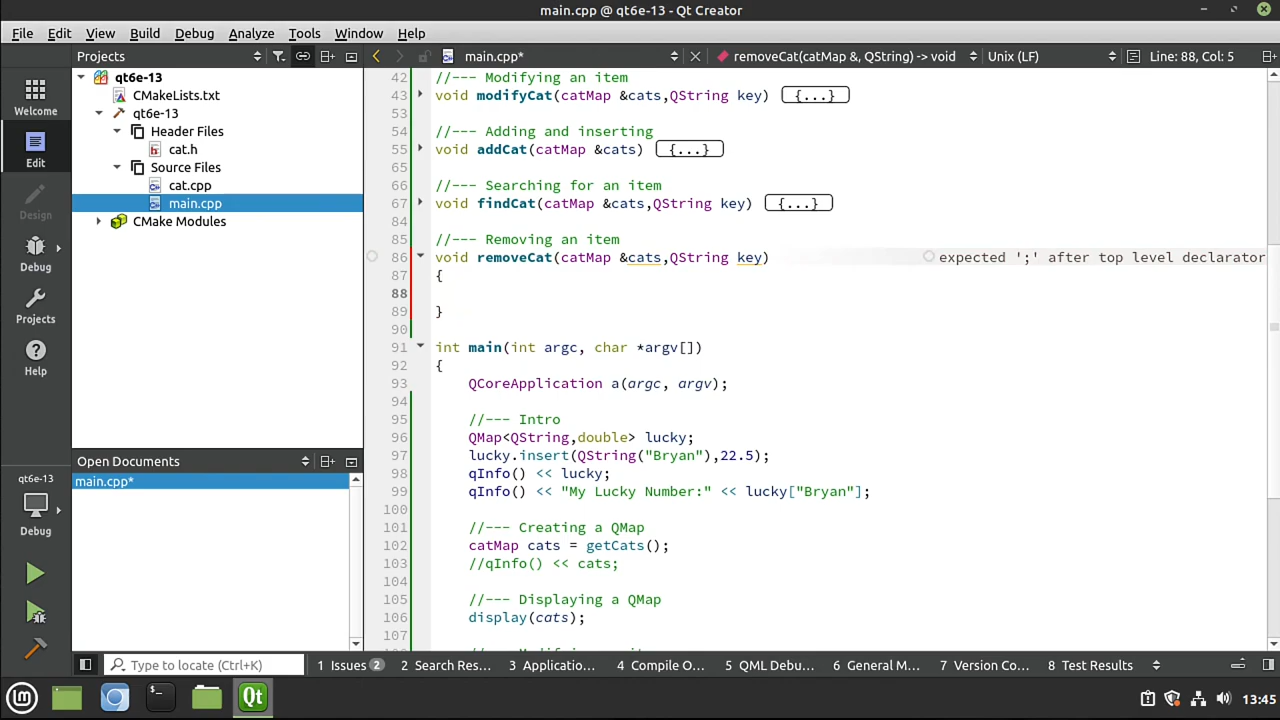 main.cpp @ qt6e-13 - Qt Creator
File Edit View Build Debug Analyze Tools Window Help
Projects
main.cpp*
removeCat(catMap &, QString) -> void
Unix (LF)
Line: 88, Col: 5
Welcome
Edit
Design
Debug
Projects
Help
qt6e-13
Debug
qt6e-13
CMakeLists.txt
qt6e-13
Header Files
cat.h
Source Files
cat.cpp
main.cpp
CMake Modules
Open Documents
main.cpp*
42 //--- Modifying an item
43 void modifyCat(catMap &cats,QString key) {...}
53
54 //--- Adding and inserting
55 void addCat(catMap &cats) {...}
65
66 //--- Searching for an item
67 void findCat(catMap &cats,QString key) {...}
84
85 //--- Removing an item
86 void removeCat(catMap &cats,QString key) expected ';' after top level declarator
87 {
88
89 }
90
91 int main(int argc, char *argv[])
92 {
93 QCoreApplication a(argc, argv);
94
95 //--- Intro
96 QMap<QString,double> lucky;
97 lucky.insert(QString("Bryan"),22.5);
98 qInfo() << lucky;
99 qInfo() << "My Lucky Number:" << lucky["Bryan"];
100
101 //--- Creating a QMap
102 catMap cats = getCats();
103 //qInfo() << cats;
104
105 //--- Displaying a QMap
106 display(cats);
107
Type to locate (Ctrl+K)
1 Issues 2
2 Search Res...
3 Applicatio...
4 Compile O...
5 QML Debu...
6 General M...
7 Version Co...
8 Test Results
13:45